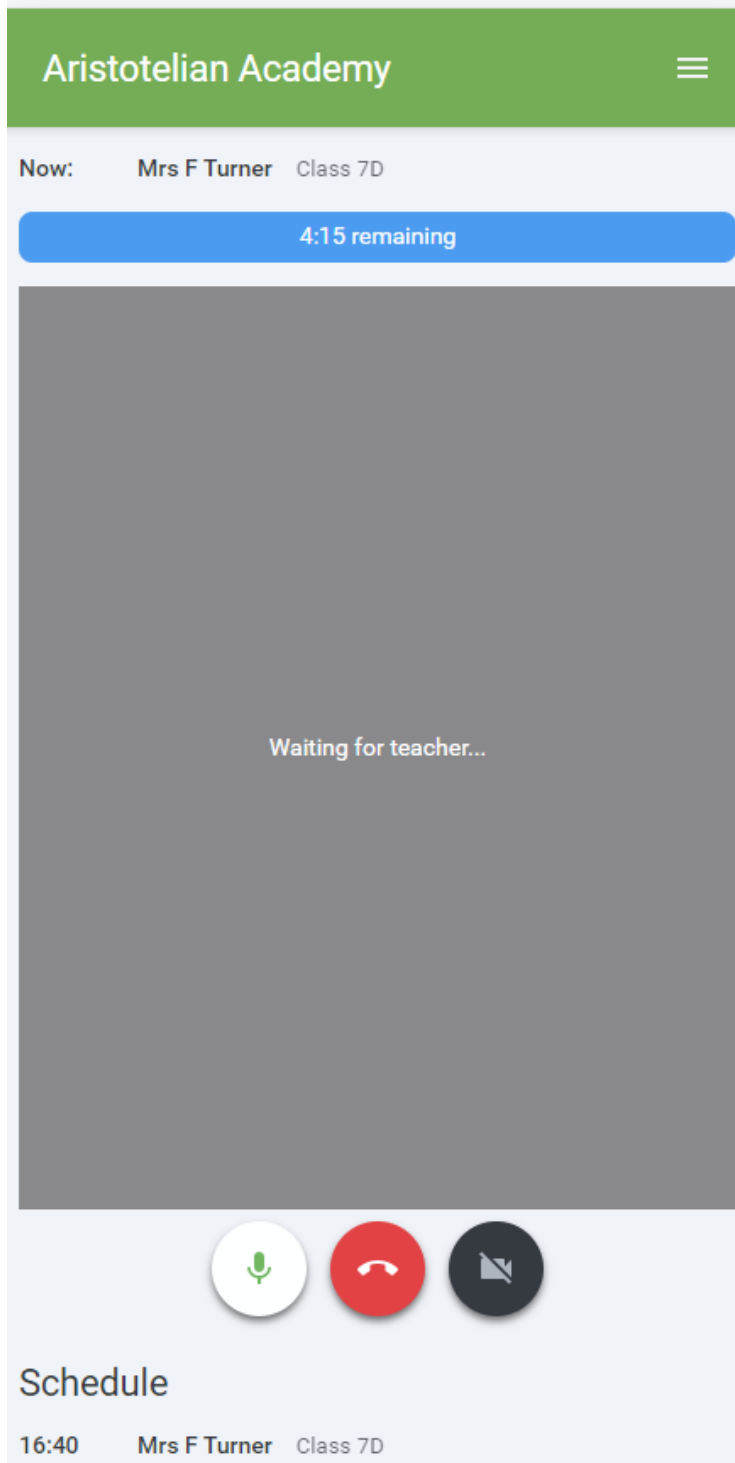 Aristotelian Academy
Now: Mrs F Turner Class 7D
4:15 remaining
Waiting for teacher...
Schedule
16:40 Mrs F Turner Class 7D